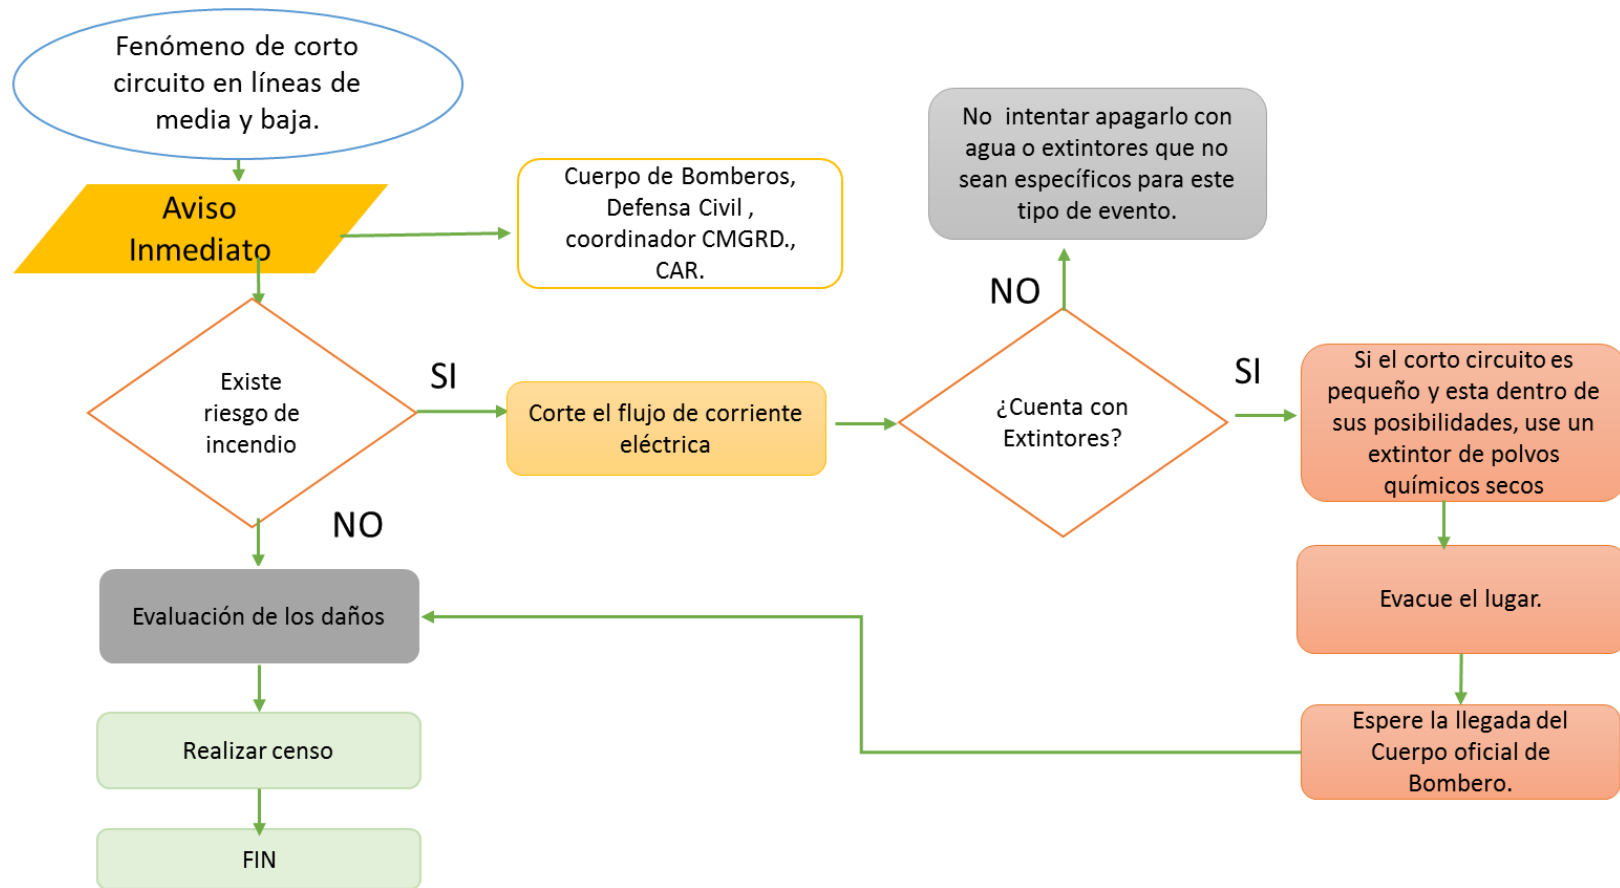 Fenómeno de corto
circuito en líneas de
media y baja.
Aviso
Inmediato
Cuerpo de Bomberos,
Defensa Civil ,
coordinador CMGRD.,
CAR.
No  intentar apagarlo con
agua o extintores que no
sean específicos para este
tipo de evento.
NO
Existe
riesgo de
incendio
SI
Corte el flujo de corriente
eléctrica
¿Cuenta con
Extintores?
SI
Si el corto circuito es
pequeño y esta dentro de
sus posibilidades, use un
extintor de polvos
químicos secos
NO
Evaluación de los daños
Evacue el lugar.
Realizar censo
Espere la llegada del
Cuerpo oficial de
Bombero.
FIN